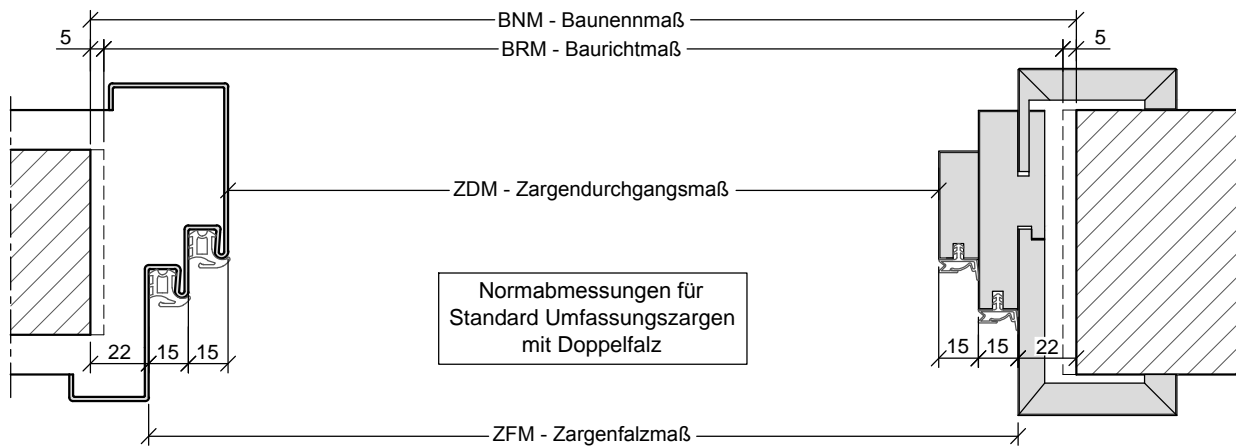 BNM - Baunennmaß
5
BRM - Baurichtmaß
5
ZDM - Zargendurchgangsmaß
Normabmessungen für
Standard Umfassungszargen
mit Doppelfalz
22 15 15
15 15 22
ZFM - Zargenfalzmaß